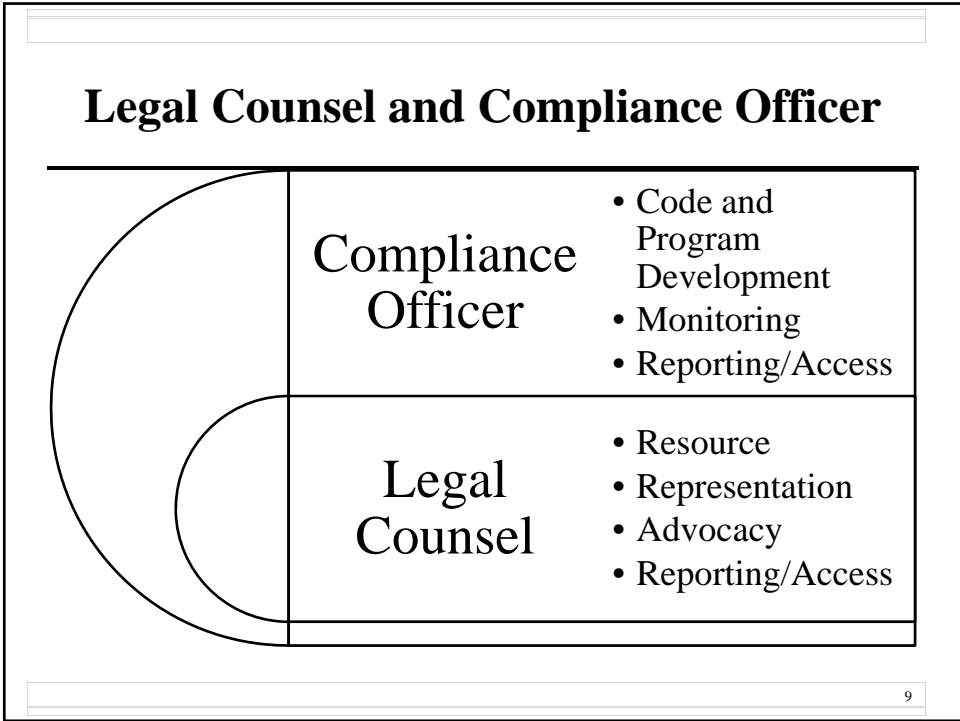 Legal Counsel and Compliance Officer
Compliance
Officer
• Code and
Program
Development
• Monitoring
• Reporting/Access
Legal
Counsel
• Resource
• Representation
• Advocacy
• Reporting/Access
9